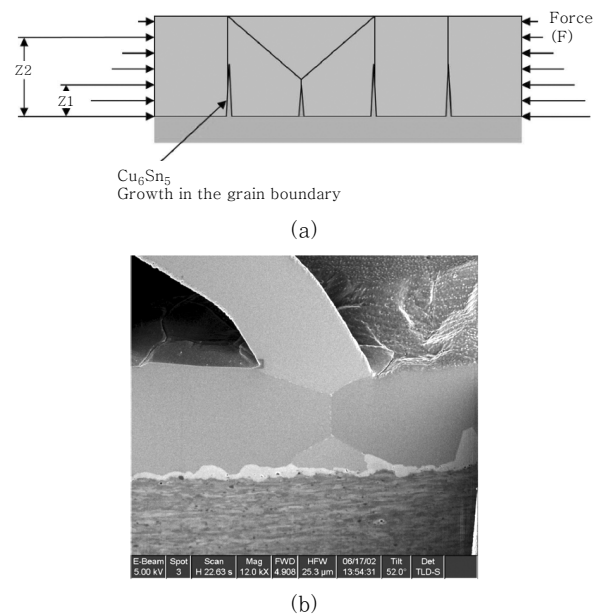 Force
(F)
Z2
Z1
Cu₆Sn₅
Growth in the grain boundary
(a)
E-Beam Spot Scan Mag FWD HFW 06/17/02 Tilt Det
5.00 kV 3 H 22.63 s 12.0 kX 4.908 25.3 µm 13:54:31 52.0° TLD-S
(b)